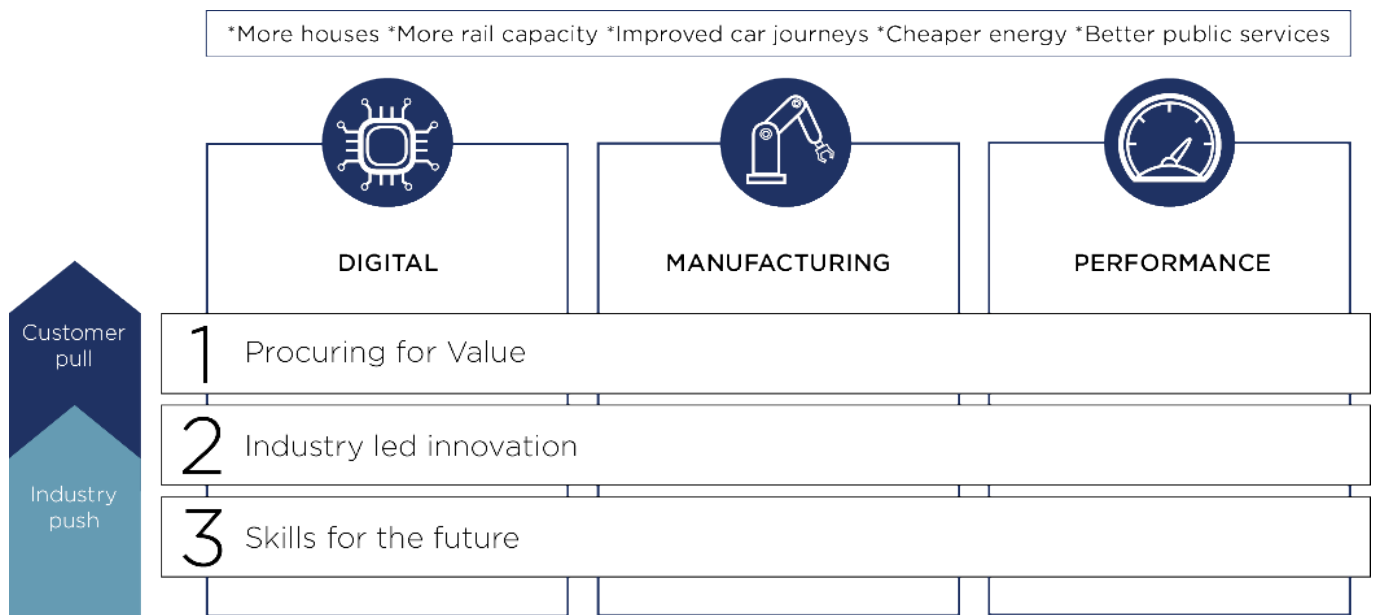 *More houses *More rail capacity *Improved car journeys *Cheaper energy *Better public services
DIGITAL
MANUFACTURING
PERFORMANCE
Customer
pull
1 Procuring for Value
2 Industry led innovation
Industry
push
3 Skills for the future